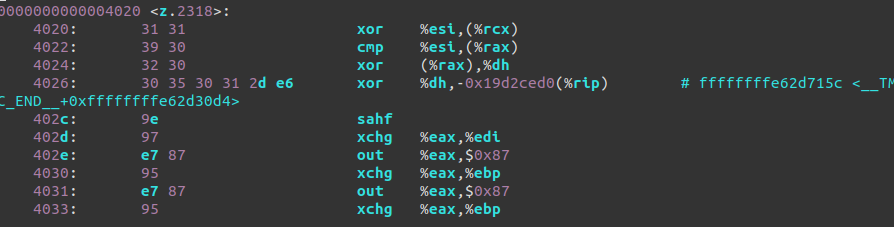 0000000000004020 <z.2318>:
4020: 31 31 xor %esi,(%rcx)
4022: 39 30 cmp %esi,(%rax)
4024: 32 30 xor (%rax),%dh
4026: 30 35 30 31 2d e6 xor %dh,-0x19d2ced0(%rip) # ffffffffe62d715c <__TM
C_END__+0xffffffffe62d30d4>
402c: 9e sahf
402d: 97 xchg %eax,%edi
402e: e7 87 out %eax,$0x87
4030: 95 xchg %eax,%ebp
4031: e7 87 out %eax,$0x87
4033: 95 xchg %eax,%ebp